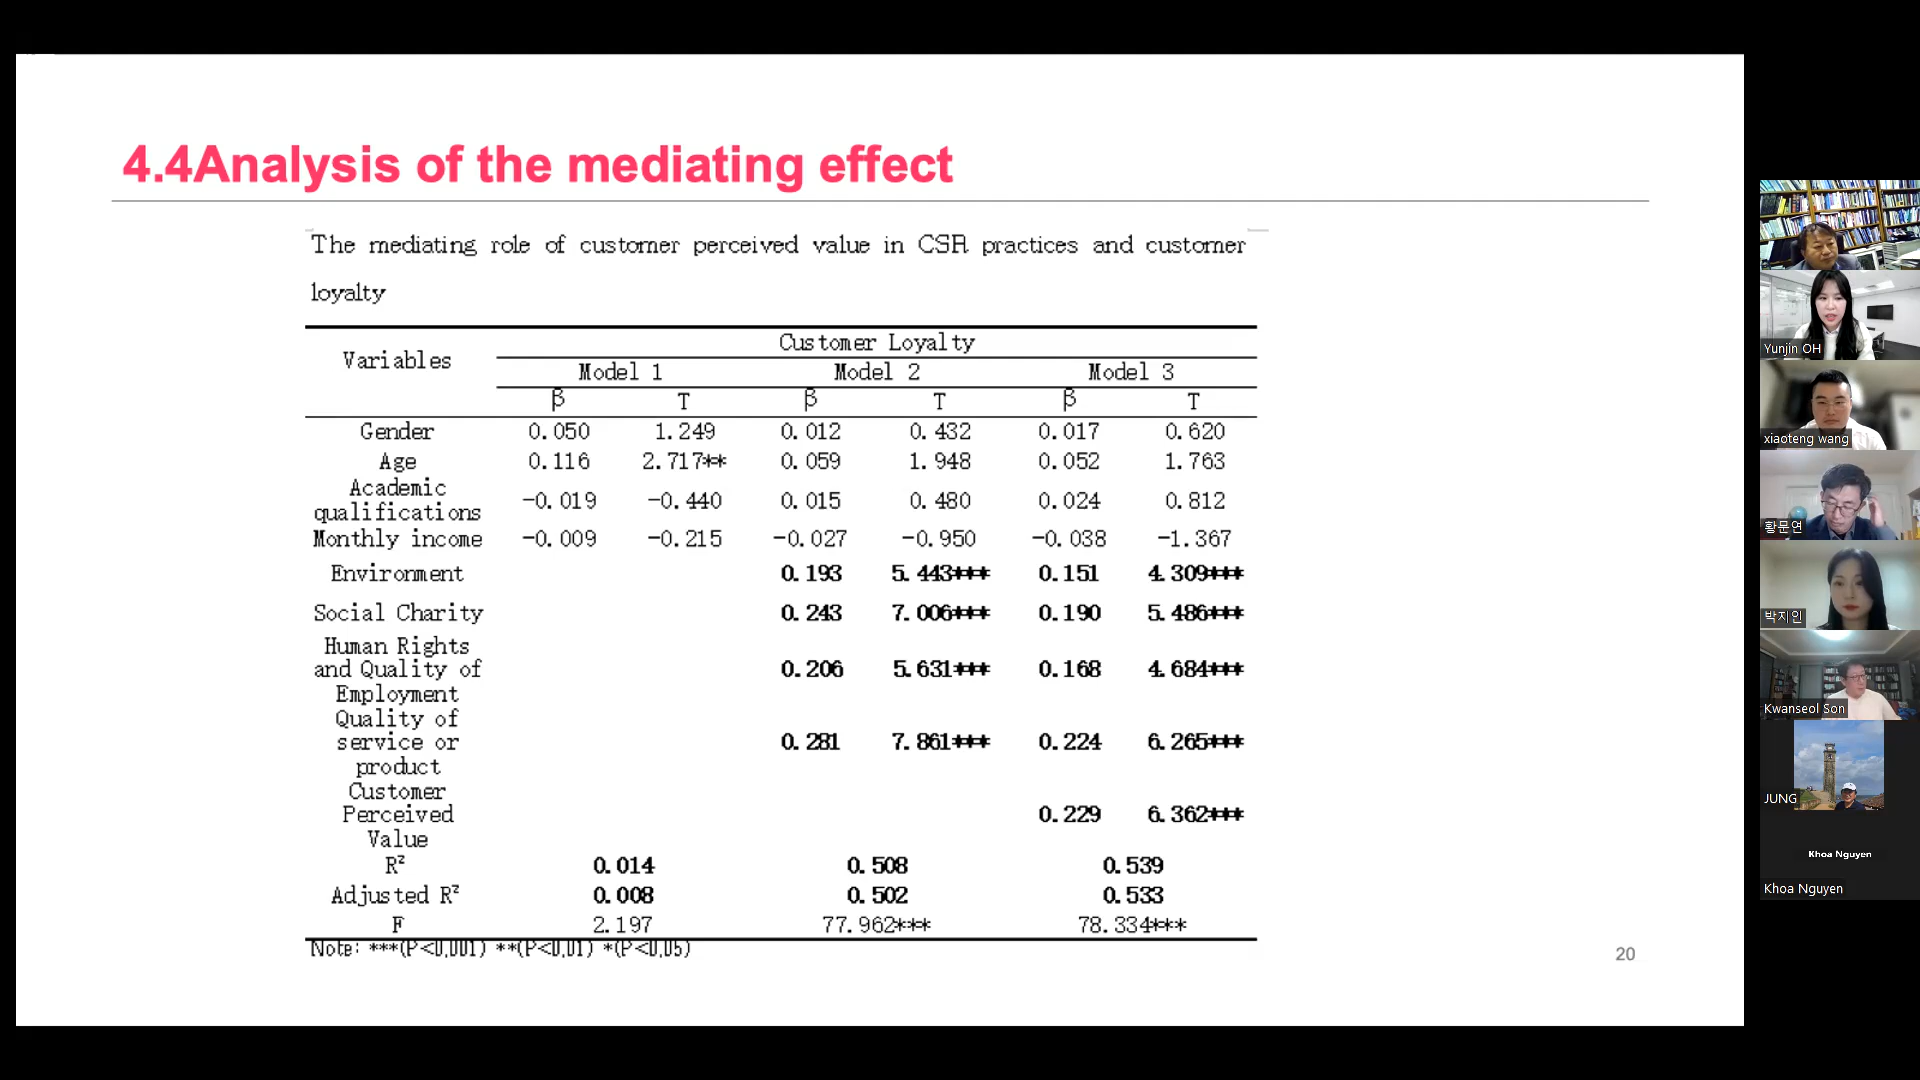 4.4Analysis of the mediating effect
The mediating role of customer perceived value in CSR practices and customer
loyalty
Variables
Customer Loyalty
Model 1 Model 2 Model 3
β T β T β T
Gender 0.050 1.249 0.012 0.432 0.017 0.620
Age 0.116 2.717** 0.059 1.948 0.052 1.763
Academic
qualifications -0.019 -0.440 0.015 0.480 0.024 0.812
Monthly income -0.009 -0.215 -0.027 -0.950 -0.038 -1.367
Environment 0.193 5.443*** 0.151 4.309***
Social Charity 0.243 7.006*** 0.190 5.486***
Human Rights
and Quality of 0.206 5.631*** 0.168 4.684***
Employment
Quality of
service or 0.281 7.861*** 0.224 6.265***
product
Customer
Perceived 0.229 6.362***
Value
R² 0.014 0.508 0.539
Adjusted R² 0.008 0.502 0.533
F 2.197 77.962*** 78.334***
Note: ***(P<0.001) **(P<0.01) *(P<0.05)
20
Yunjin OH
xiaoteng wang
황문연
박지인
Kwanseol Son
JUNG
Khoa Nguyen
Khoa Nguyen